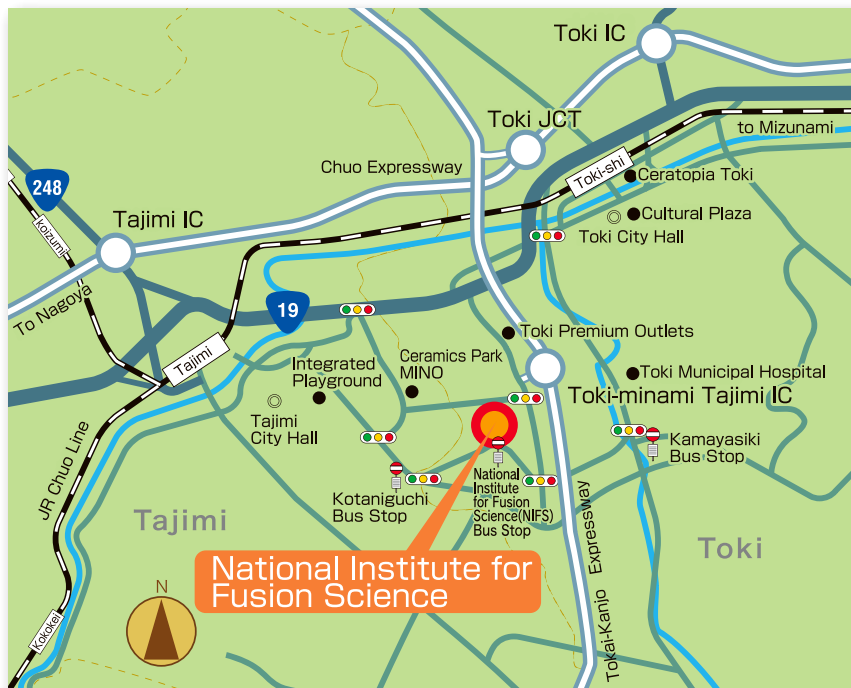 Toki IC
Toki JCT
to Mizunami
Chuo Expressway
Toki-shi
Ceratopia Toki
248
Cultural Plaza
Tajimi IC
koizumi
Toki City Hall
To Nagoya
19
Toki Premium Outlets
Tajimi
Integrated
Playground
Ceramics Park
MINO
Toki Municipal Hospital
Toki-minami Tajimi IC
Tajimi
City Hall
Kamayasiki
Bus Stop
JR Chuo Line
Kotaniguchi
Bus Stop
National
Institute
for Fusion
Science(NIFS)
Bus Stop
Tajimi
Toki
Tokai-Kanjo Expressway
National Institute for
Fusion Science
N
Kokokei